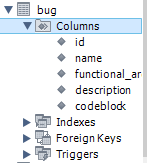 bug
Columns
id
name
functional_ar
description
codeblock
Indexes
Foreign Keys
Triggers